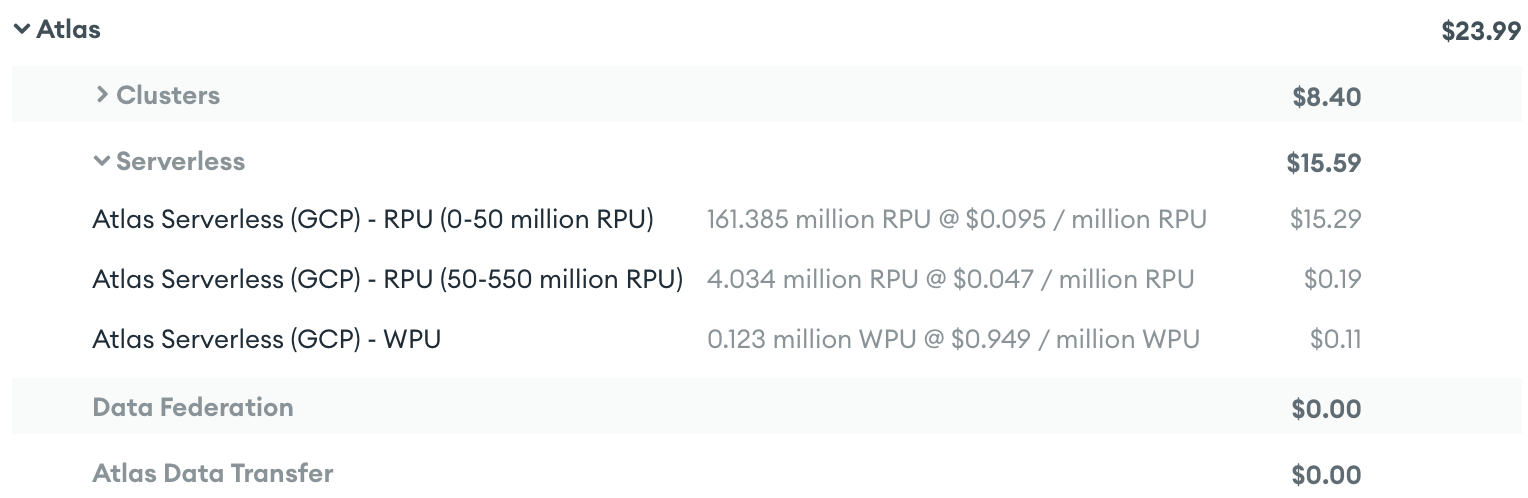 Atlas $23.99
Clusters $8.40
Serverless $15.59
Atlas Serverless (GCP) - RPU (0-50 million RPU) 161.385 million RPU @ $0.095 / million RPU $15.29
Atlas Serverless (GCP) - RPU (50-550 million RPU) 4.034 million RPU @ $0.047 / million RPU $0.19
Atlas Serverless (GCP) - WPU 0.123 million WPU @ $0.949 / million WPU $0.11
Data Federation $0.00
Atlas Data Transfer $0.00